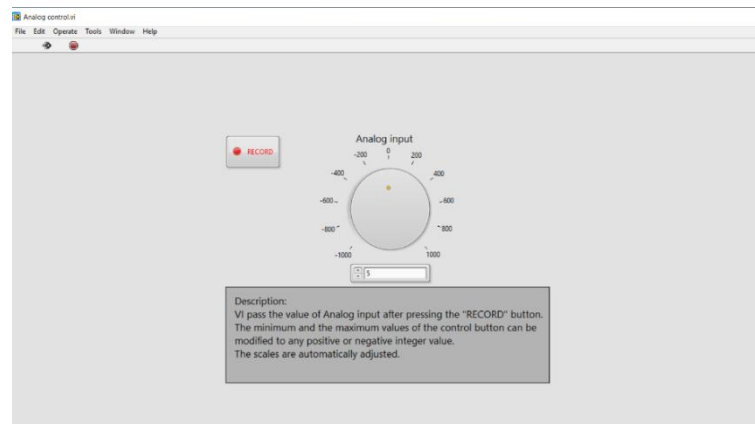 Analog control.vi
File Edit Operate Tools Window Help
RECORD
Analog input
-200 0 200
-400 400
-600 600
-800 800
-1000 1000
5
Description:
VI pass the value of Analog input after pressing the "RECORD" button.
The minimum and the maximum values of the control button can be
modified to any positive or negative integer value.
The scales are automatically adjusted.